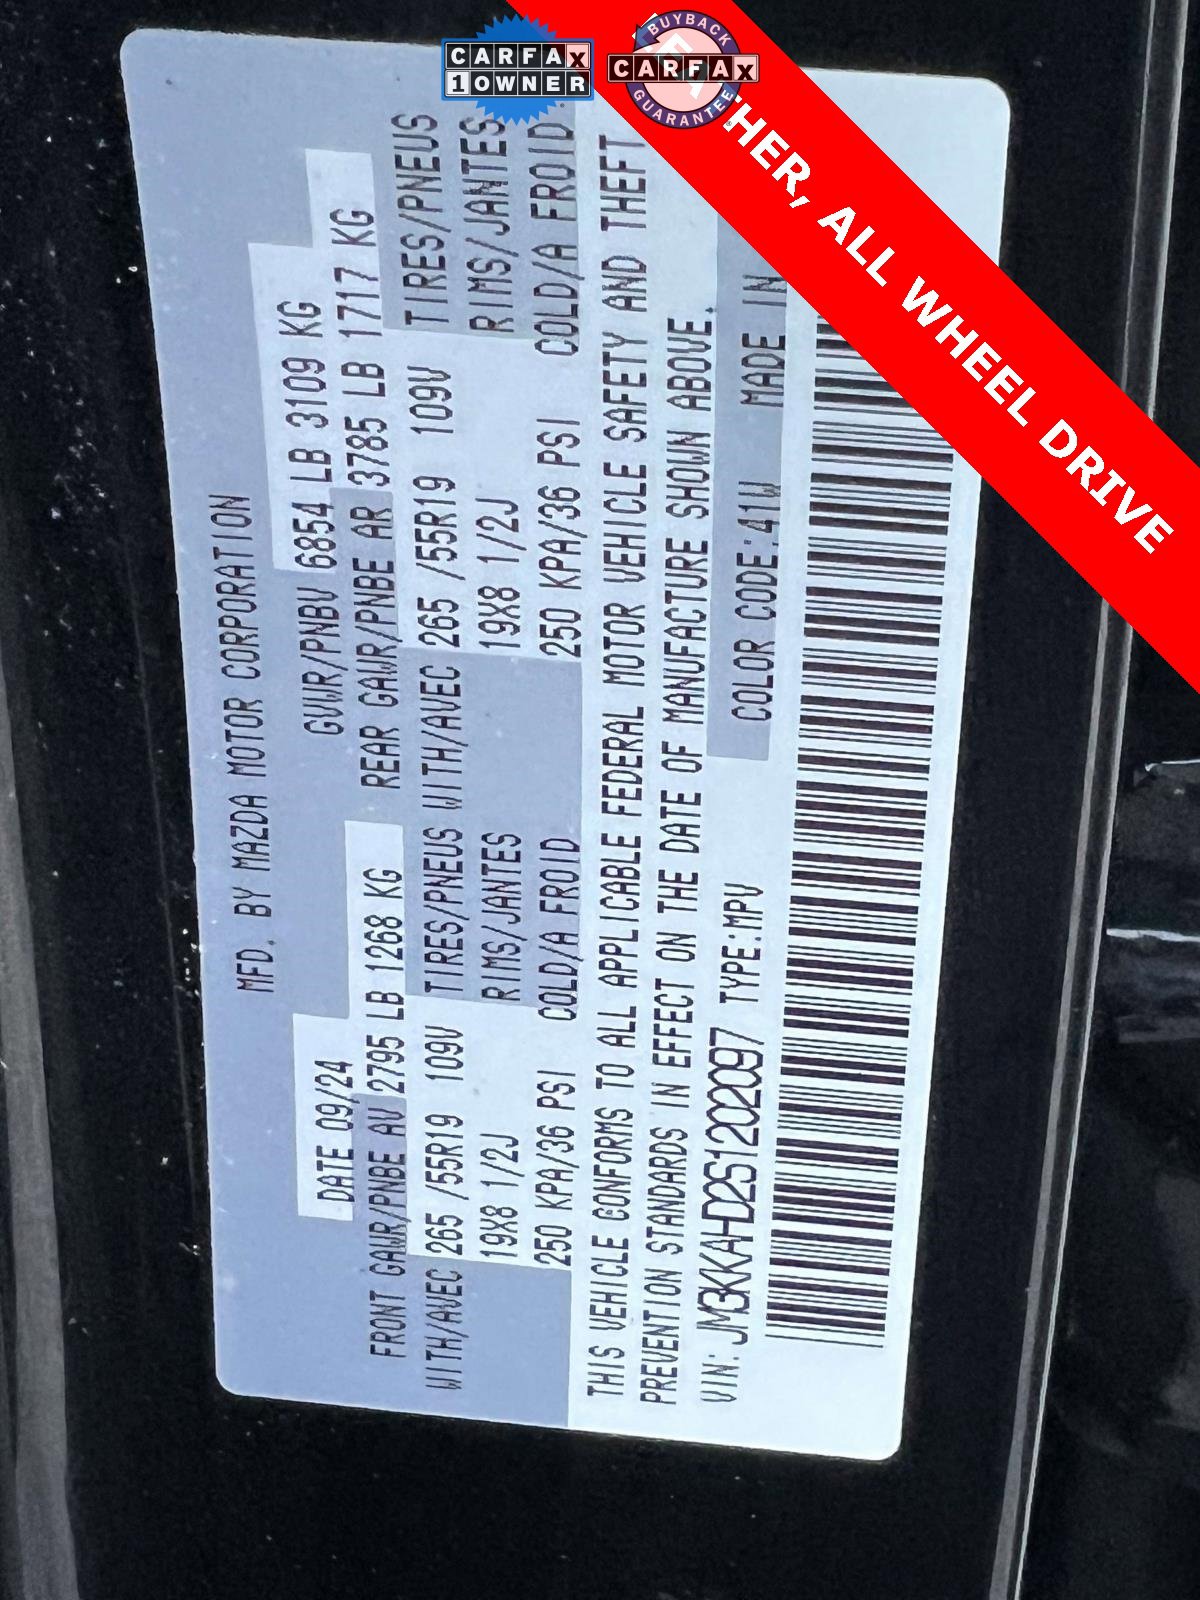 CARFAX
1 OWNER
BUYBACK
CARFAX
GUARANTEE
HER, ALL WHEEL DRIVE
MFD. BY MAZDA MOTOR CORPORATION
DATE 09/24 GVWR/PNBV 6854 LB 3109 KG
FRONT GAWR/PNBE AV 2795 LB 1268 KG REAR GAWR/PNBE AR 3785 LB 1717 KG
WITH/AVEC 265 /55R19 109V TIRES/PNEUS WITH/AVEC 265 /55R19 109V TIRES/PNEUS
19X8 1/2J RIMS/JANTES 19X8 1/2J RIMS/JANTES
250 KPA/36 PSI COLD/A FROID 250 KPA/36 PSI COLD/A FROID
THIS VEHICLE CONFORMS TO ALL APPLICABLE FEDERAL MOTOR VEHICLE SAFETY AND THEFT
PREVENTION STANDARDS IN EFFECT ON THE DATE OF MANUFACTURE SHOWN ABOVE.
VIN: JM3KKAHD2S1202097 TYPE:MPV COLOR CODE:41W MADE IN